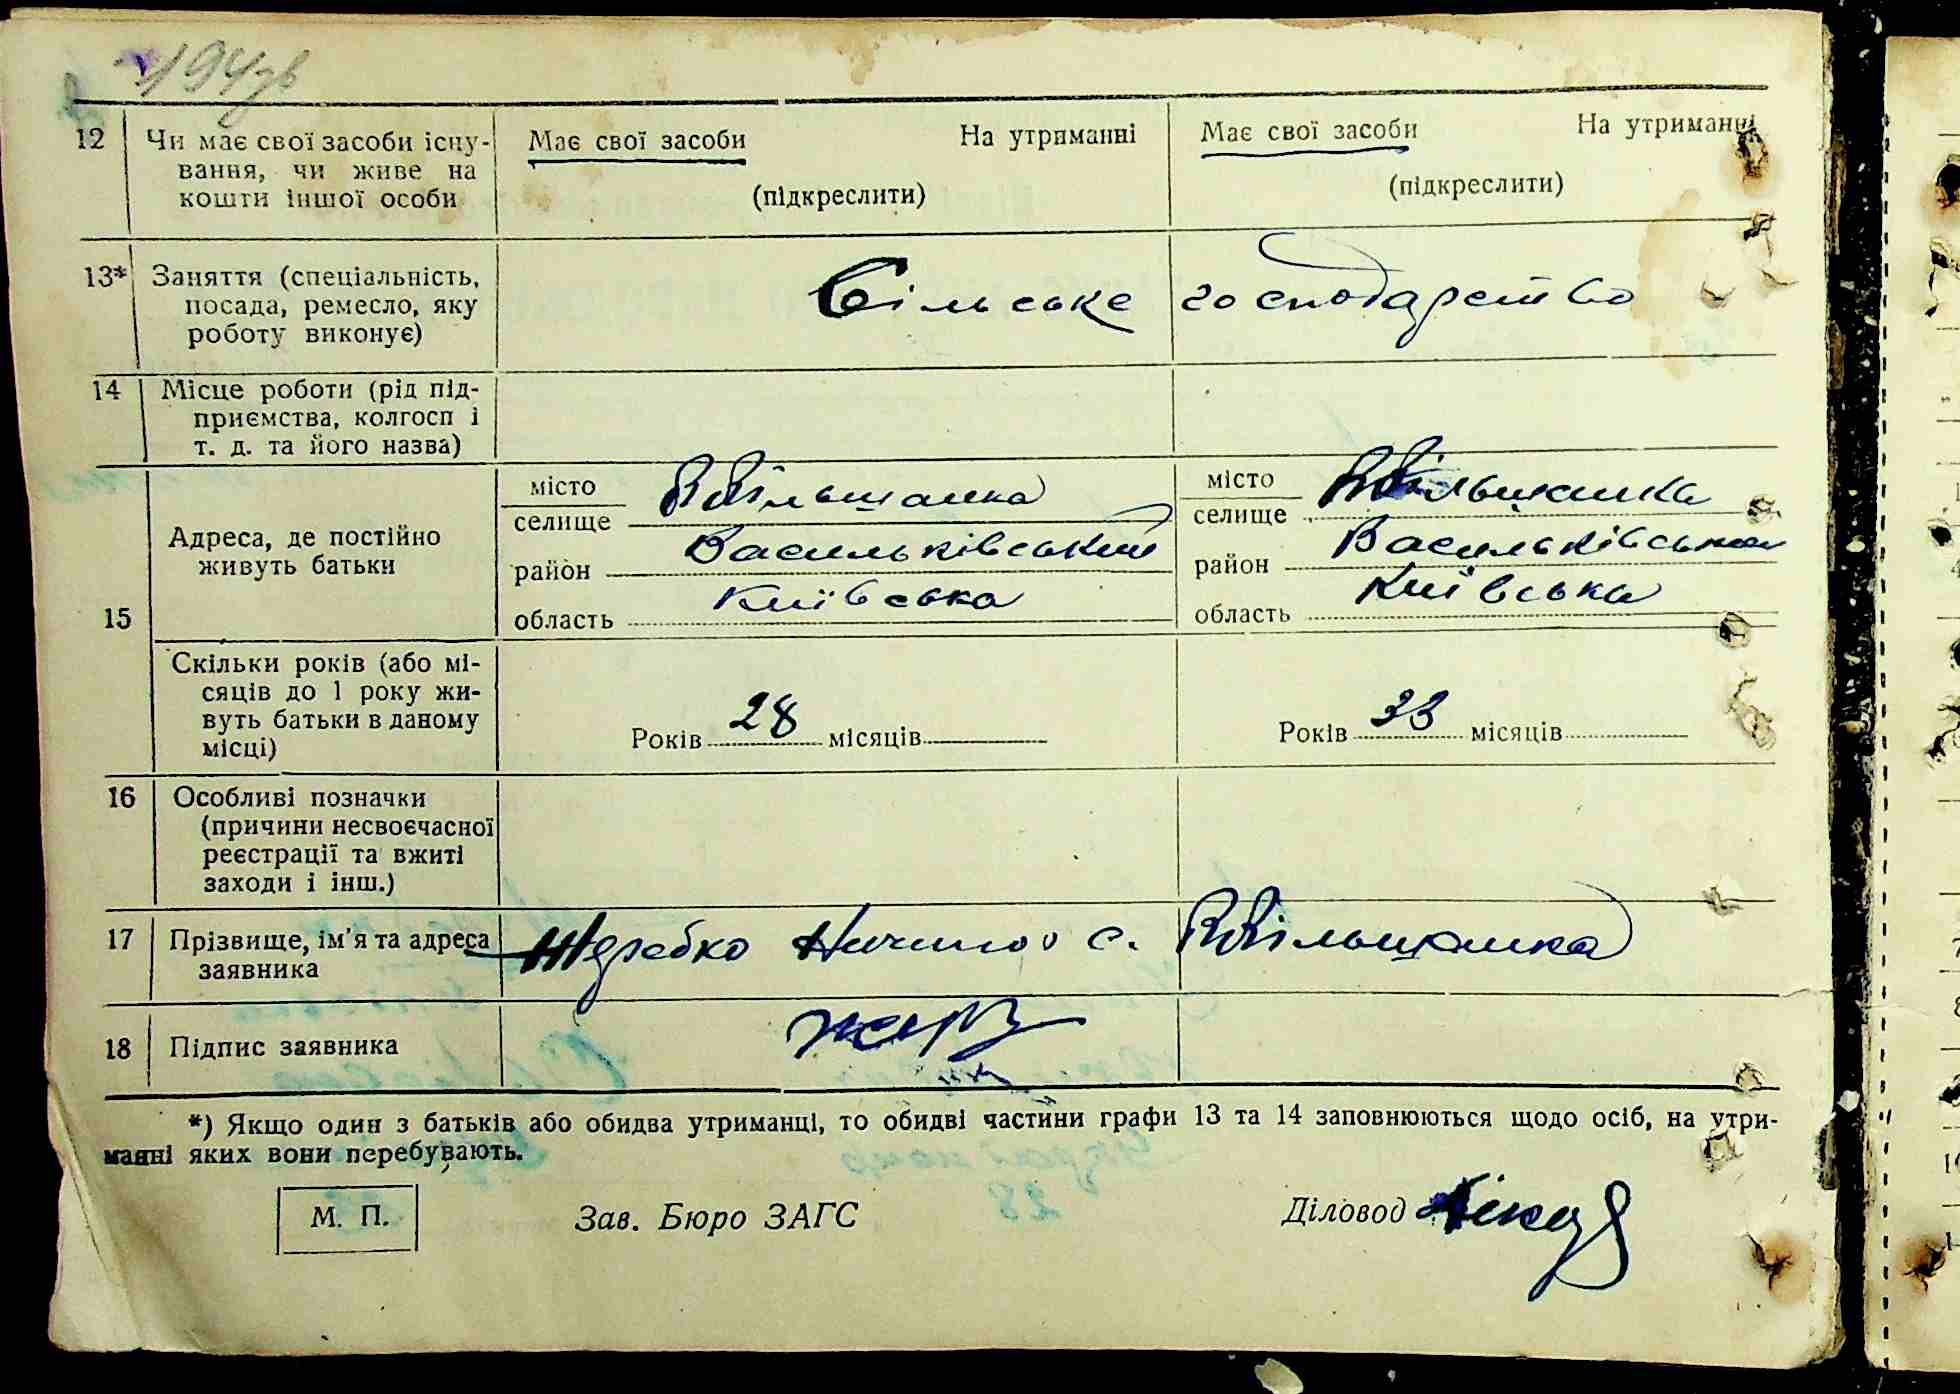 194зв
12 Чи має свої засоби існу- Має свої засоби На утриманні Має свої засоби На утриманні
вання, чи живе на
кошти іншої особи (підкреслити) (підкреслити)
13* Заняття (спеціальність,
посада, ремесло, яку Сільське господарство
роботу виконує)
14 Місце роботи (рід під-
приємства, колгосп і
т. д. та його назва)
15 Адреса, де постійно
живуть батьки
місто Вільшанка місто Вільшанка
селище селище
район Васильківський район Васильківський
область Київська область Київська
Скільки років (або мі-
сяців до 1 року жи-
вуть батьки в даному
місці)
Років 28 місяців Років 33 місяців
16 Особливі позначки
(причини несвоєчасної
реєстрації та вжиті
заходи і інш.)
17 Прізвище, ім'я та адреса Жеребко с. Вільшанка
заявника
18 Підпис заявника
*) Якщо один з батьків або обидва утриманці, то обидві частини графи 13 та 14 заповнюються щодо осіб, на утри-
манні яких вони перебувають.
М. П. Зав. Бюро ЗАГС Діловод